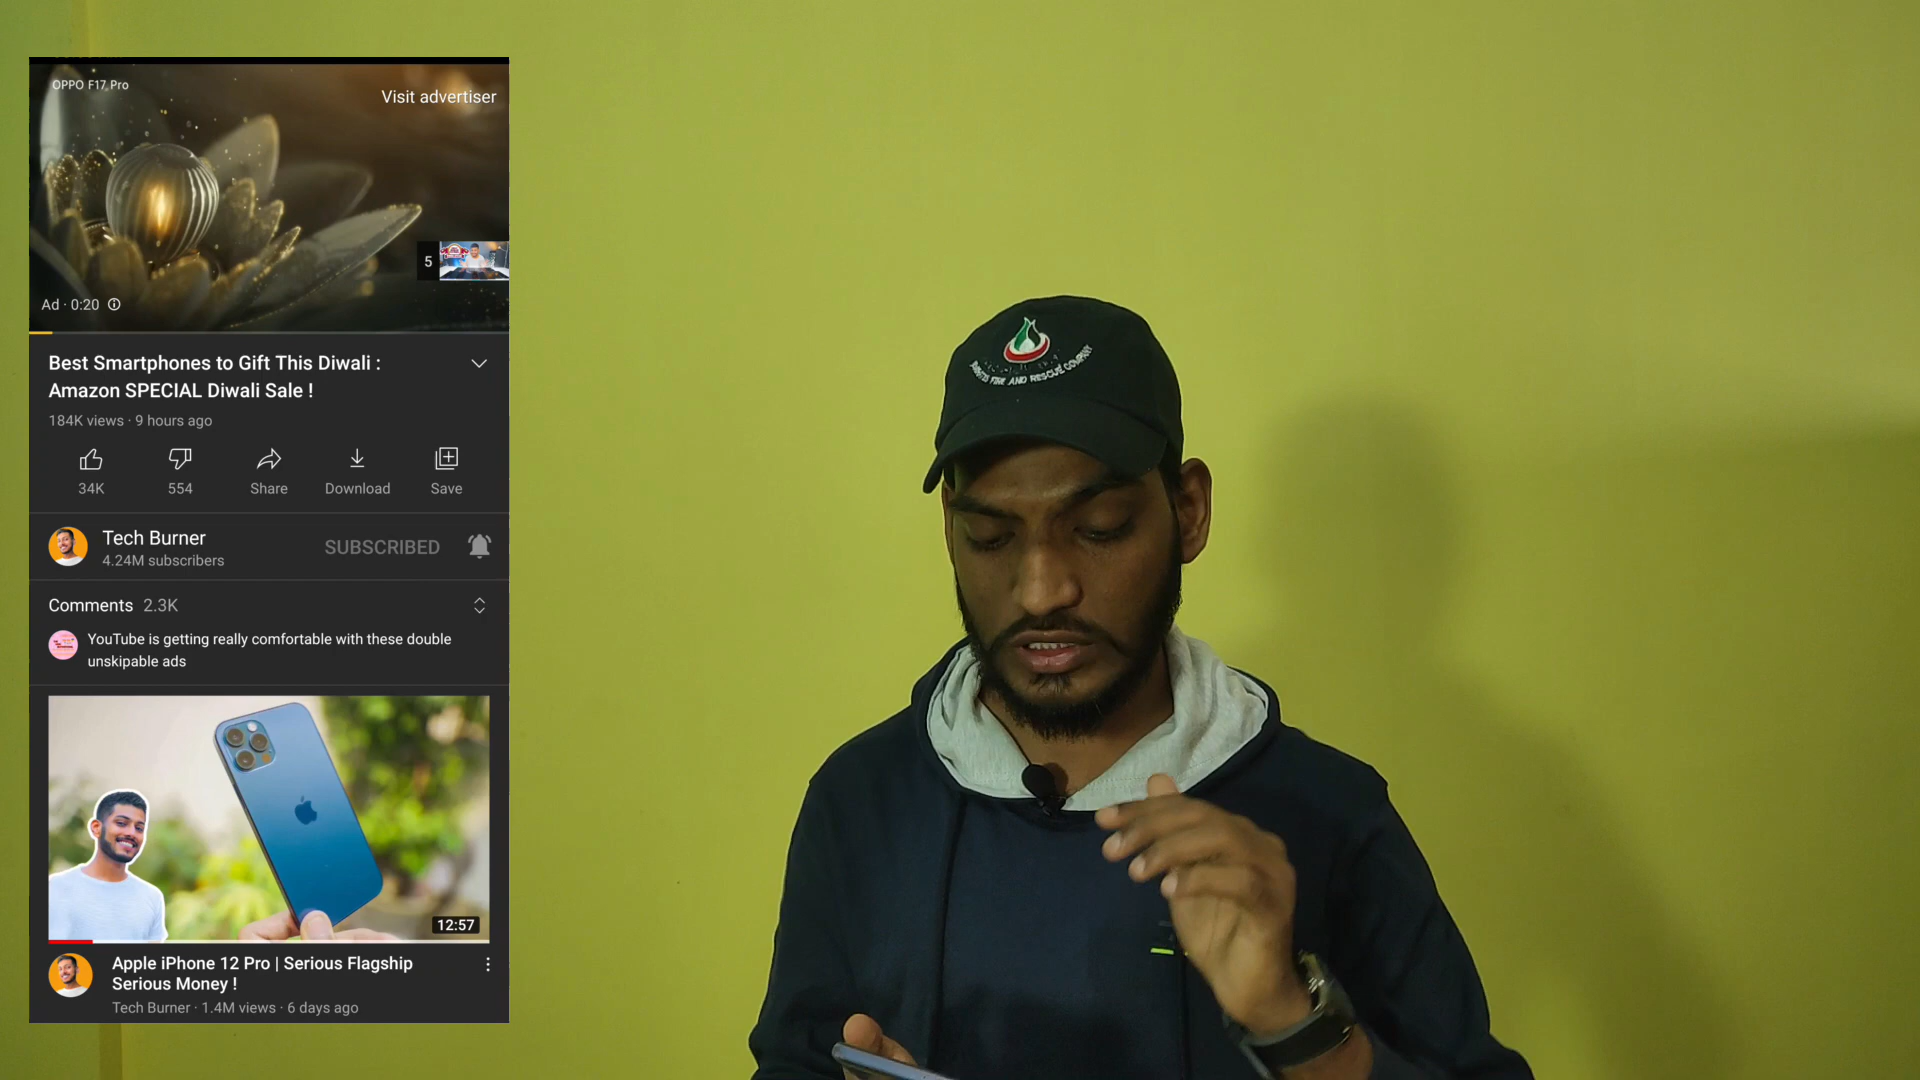 OPPO F17 Pro
Visit advertiser
5
Ad · 0:20
Best Smartphones to Gift This Diwali :
Amazon SPECIAL Diwali Sale !
184K views · 9 hours ago
34K
554
Share
Download
Save
Tech Burner
SUBSCRIBED
4.24M subscribers
Comments 2.3K
YouTube is getting really comfortable with these double
unskipable ads
12:57
Apple iPhone 12 Pro | Serious Flagship
Serious Money !
Tech Burner · 1.4M views · 6 days ago
FIRE AND RESCUE COMPANY